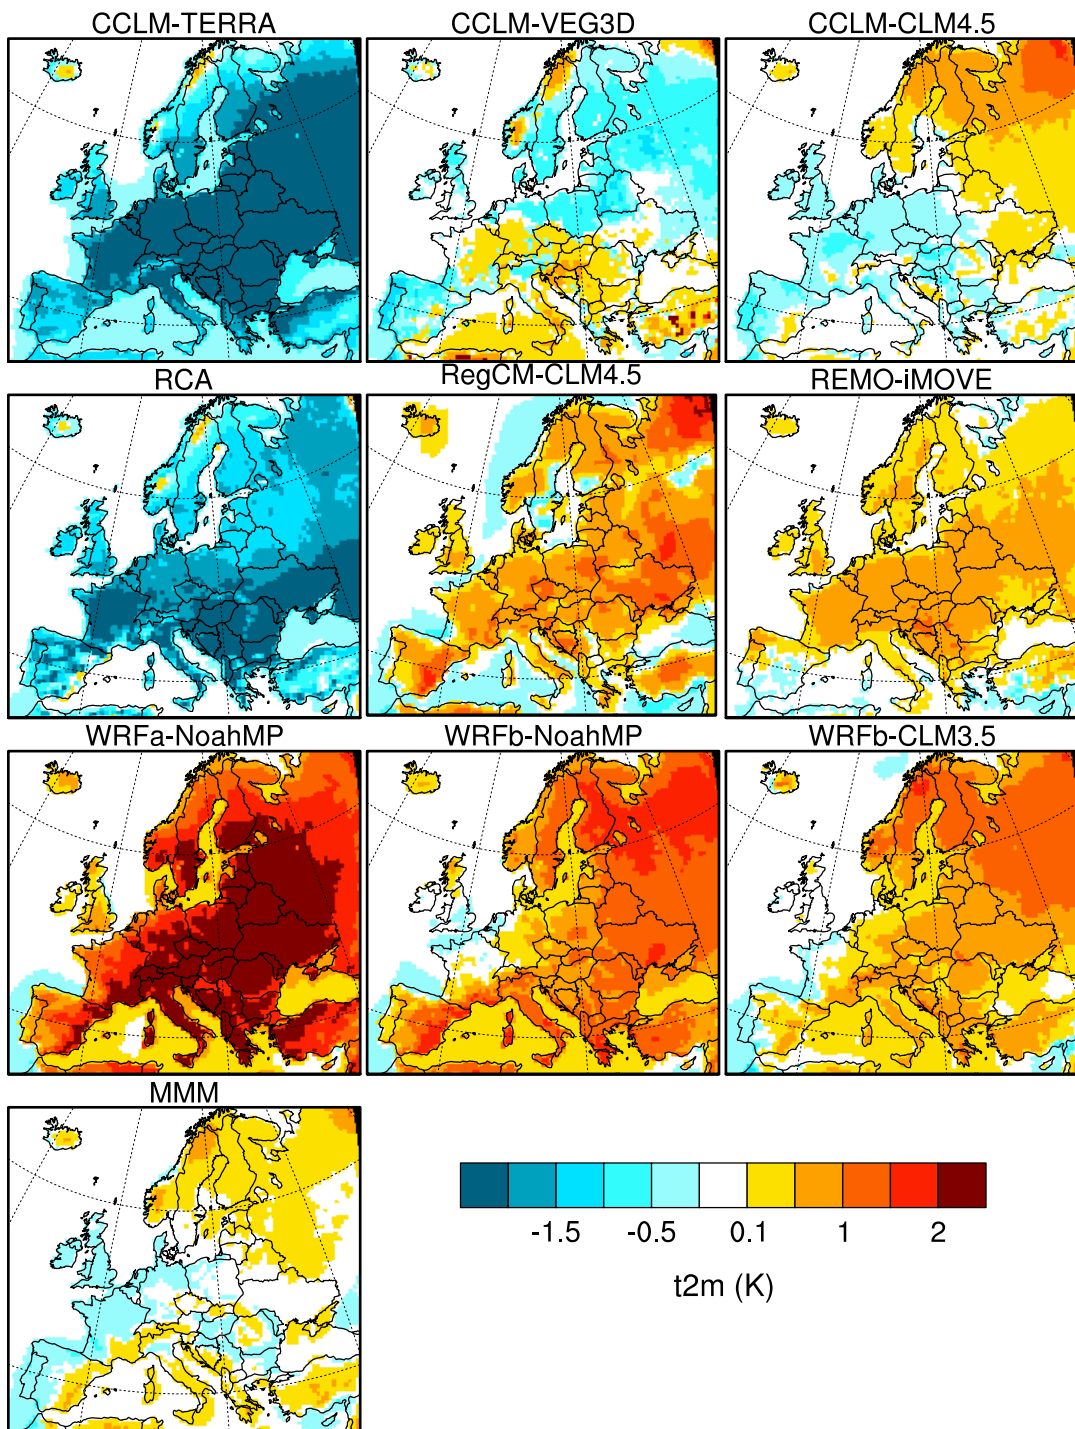 CCLM-TERRA CCLM-VEG3D CCLM-CLM4.5
RCA RegCM-CLM4.5 REMO-iMOVE
WRFa-NoahMP WRFb-NoahMP WRFb-CLM3.5
MMM
-1.5 -0.5 0.1 1 2
t2m (K)